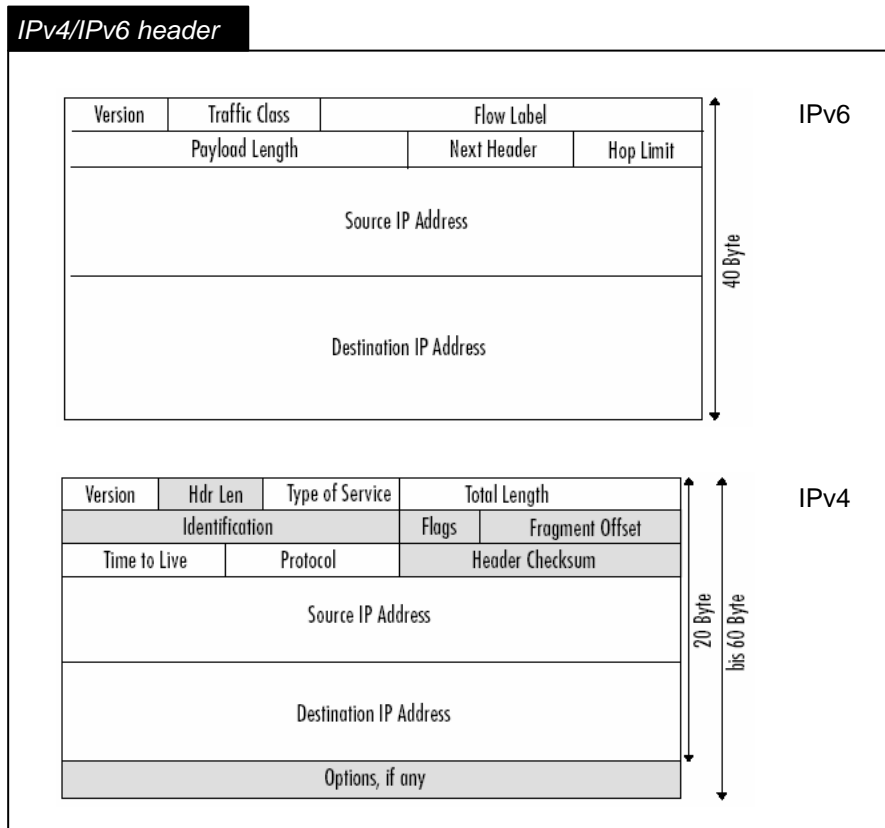 IPv4/IPv6 header
Version Traffic Class Flow Label
IPv6
Payload Length Next Header Hop Limit
Source IP Address
40 Byte
Destination IP Address
Version Hdr Len Type of Service Total Length
IPv4
Identification Flags Fragment Offset
Time to Live Protocol Header Checksum
Source IP Address
20 Byte
bis 60 Byte
Destination IP Address
Options, if any